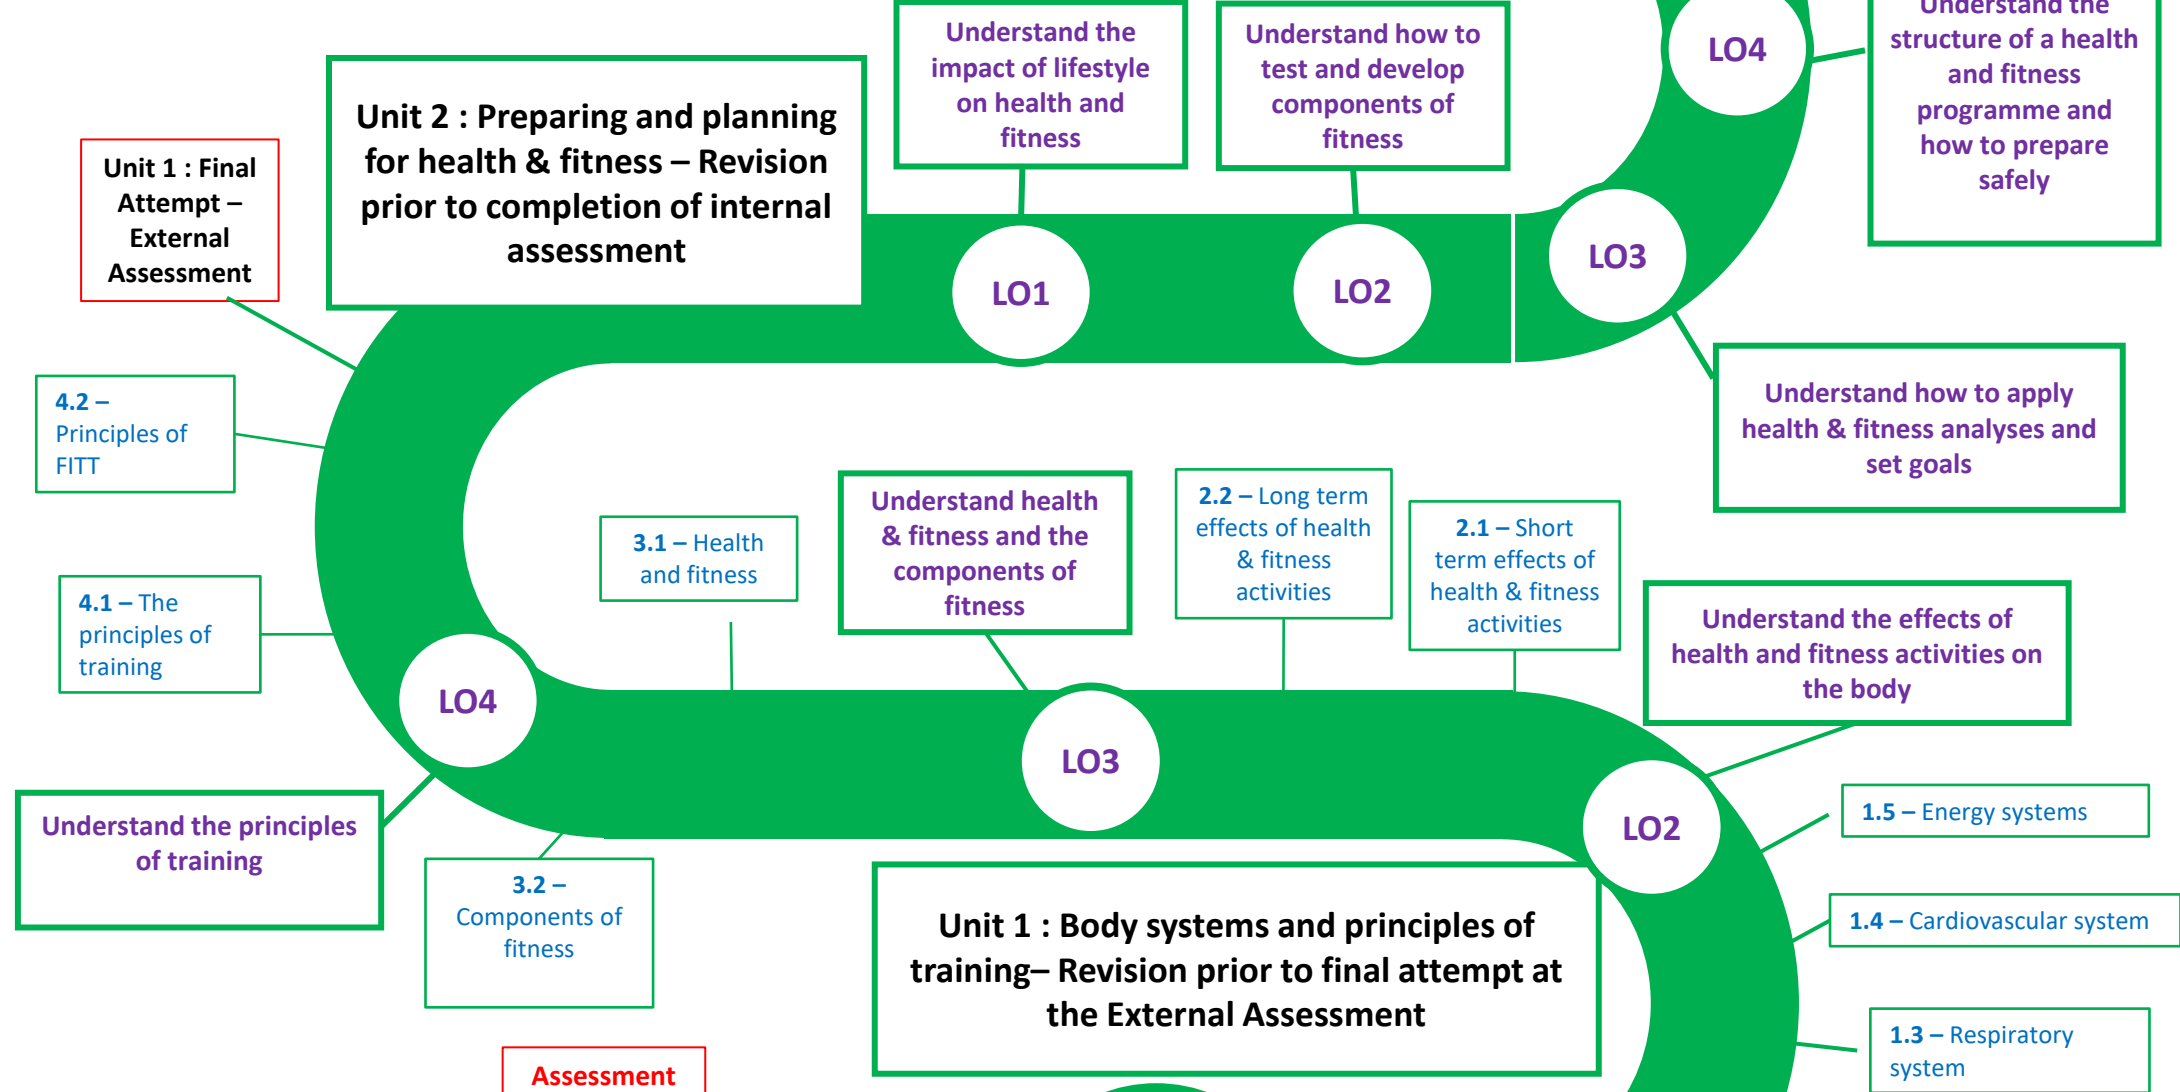 Understand the
impact of lifestyle
on health and
fitness
Understand how to
test and develop
components of
fitness
LO4
Understand the
structure of a health
and fitness
programme and
how to prepare
safely
Unit 2 : Preparing and planning
for health & fitness – Revision
prior to completion of internal
assessment
Unit 1 : Final
Attempt –
External
Assessment
LO1
LO2
LO3
4.2 –
Principles of
FITT
Understand how to apply
health & fitness analyses and
set goals
3.1 – Health
and fitness
Understand health
& fitness and the
components of
fitness
2.2 – Long term
effects of health
& fitness
activities
2.1 – Short
term effects of
health & fitness
activities
4.1 – The
principles of
training
Understand the effects of
health and fitness activities on
the body
LO4
LO3
LO2
Understand the principles
of training
1.5 – Energy systems
3.2 –
Components of
fitness
Unit 1 : Body systems and principles of
training– Revision prior to final attempt at
the External Assessment
1.4 – Cardiovascular system
1.3 – Respiratory
system
Assessment